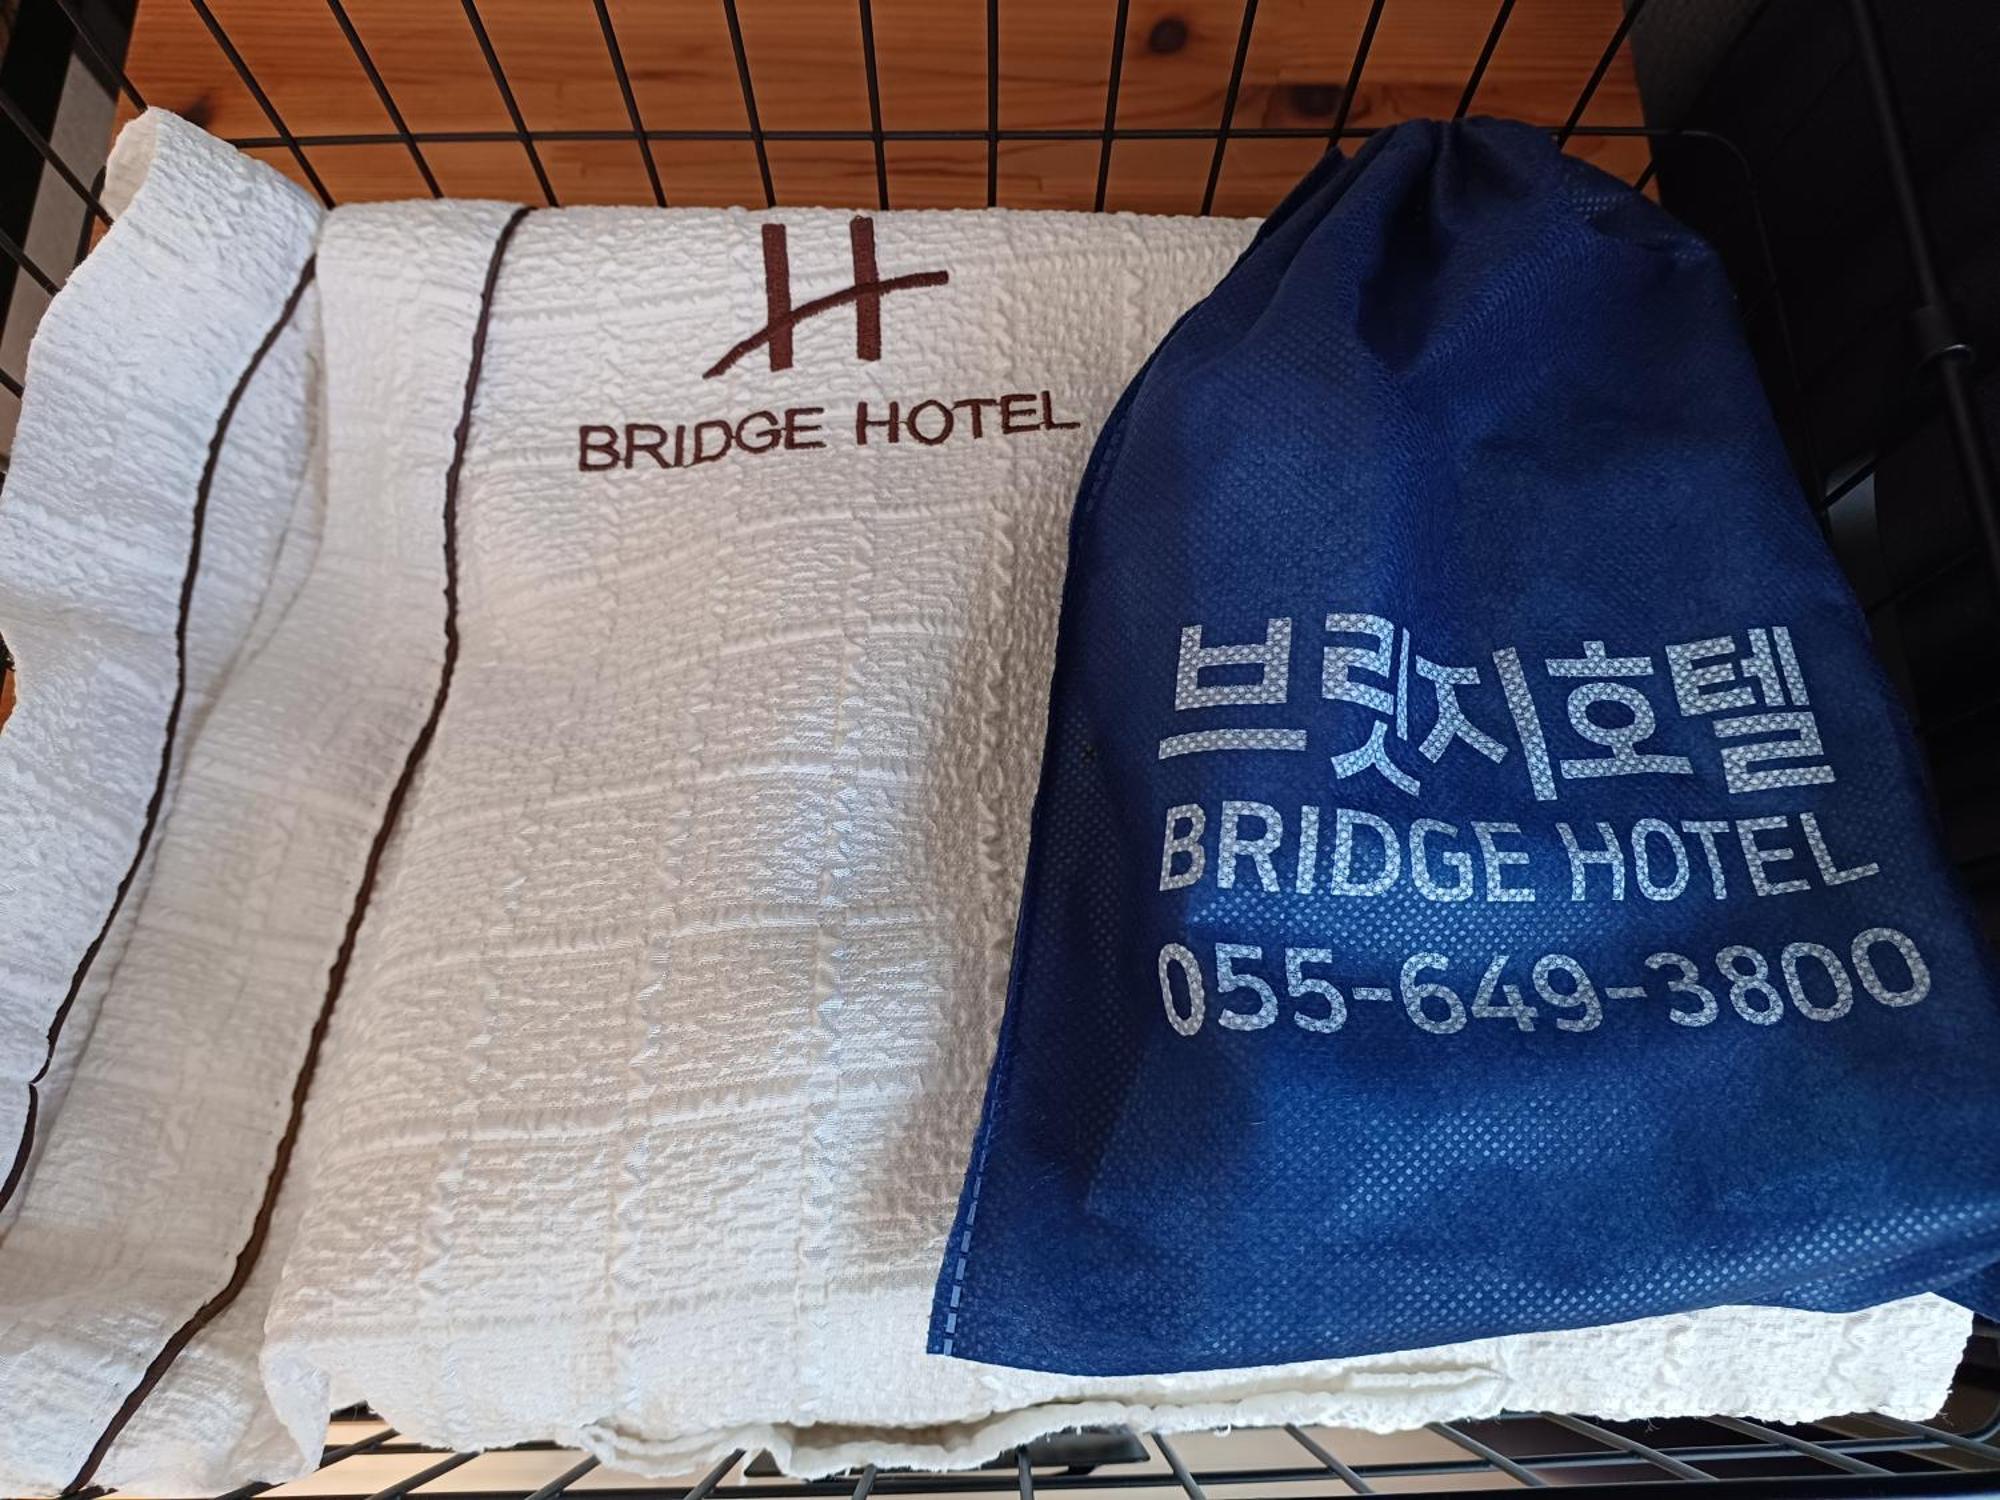 H
BRIDGE HOTEL
브릿지호텔
BRIDGE HOTEL
055-649-3800